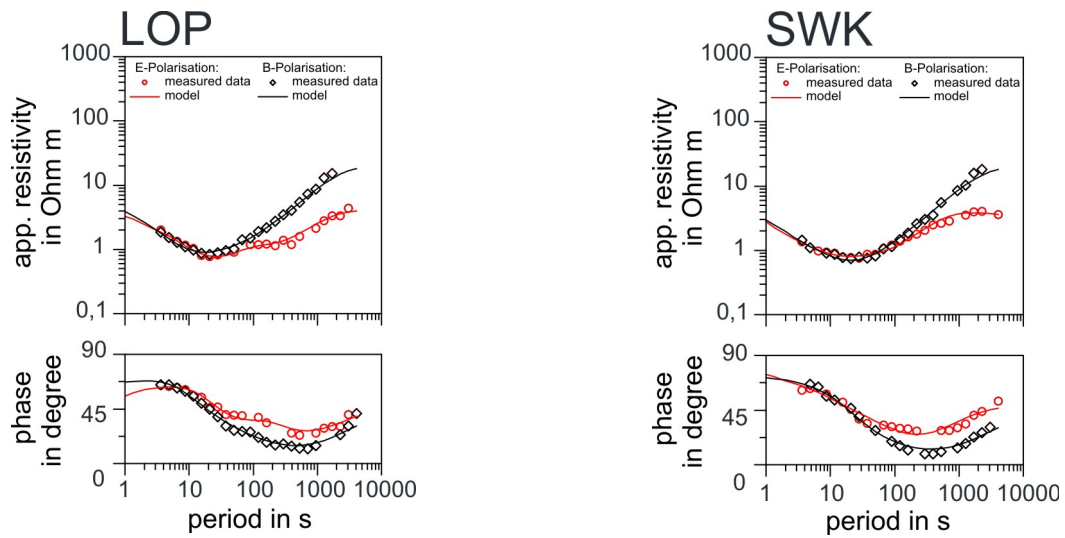 LOP
1000
100
10
1
0,1
app. resistivity
in Ohm m
E-Polarisation: B-Polarisation:
measured data measured data
model model
90
45
0
phase
in degree
1 10 100 1000 10000
period in s
SWK
1000
100
10
1
0,1
app. resistivity
in Ohm m
E-Polarisation: B-Polarisation:
measured data measured data
model model
90
45
0
phase
in degree
1 10 100 1000 10000
period in s